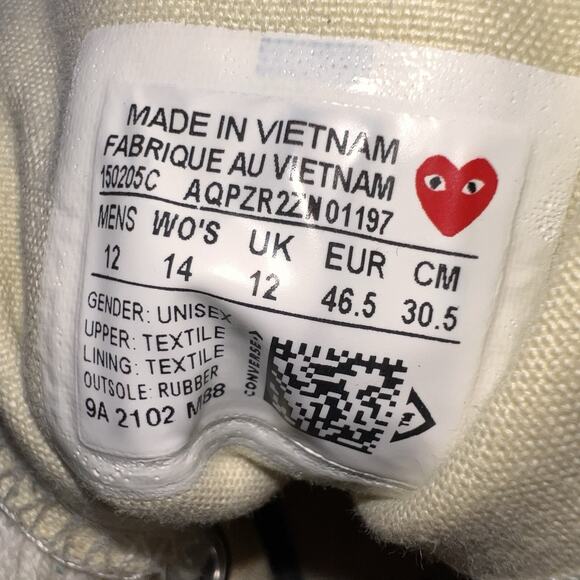 MADE IN VIETNAM
FABRIQUE AU VIETNAM
150205C AQPZR2ZN01197
MENS WO'S UK EUR CM
12 14 12 46.5 30.5
GENDER: UNISEX
UPPER: TEXTILE
LINING: TEXTILE
OUTSOLE: RUBBER
9A 2102 M88
CONVERSE